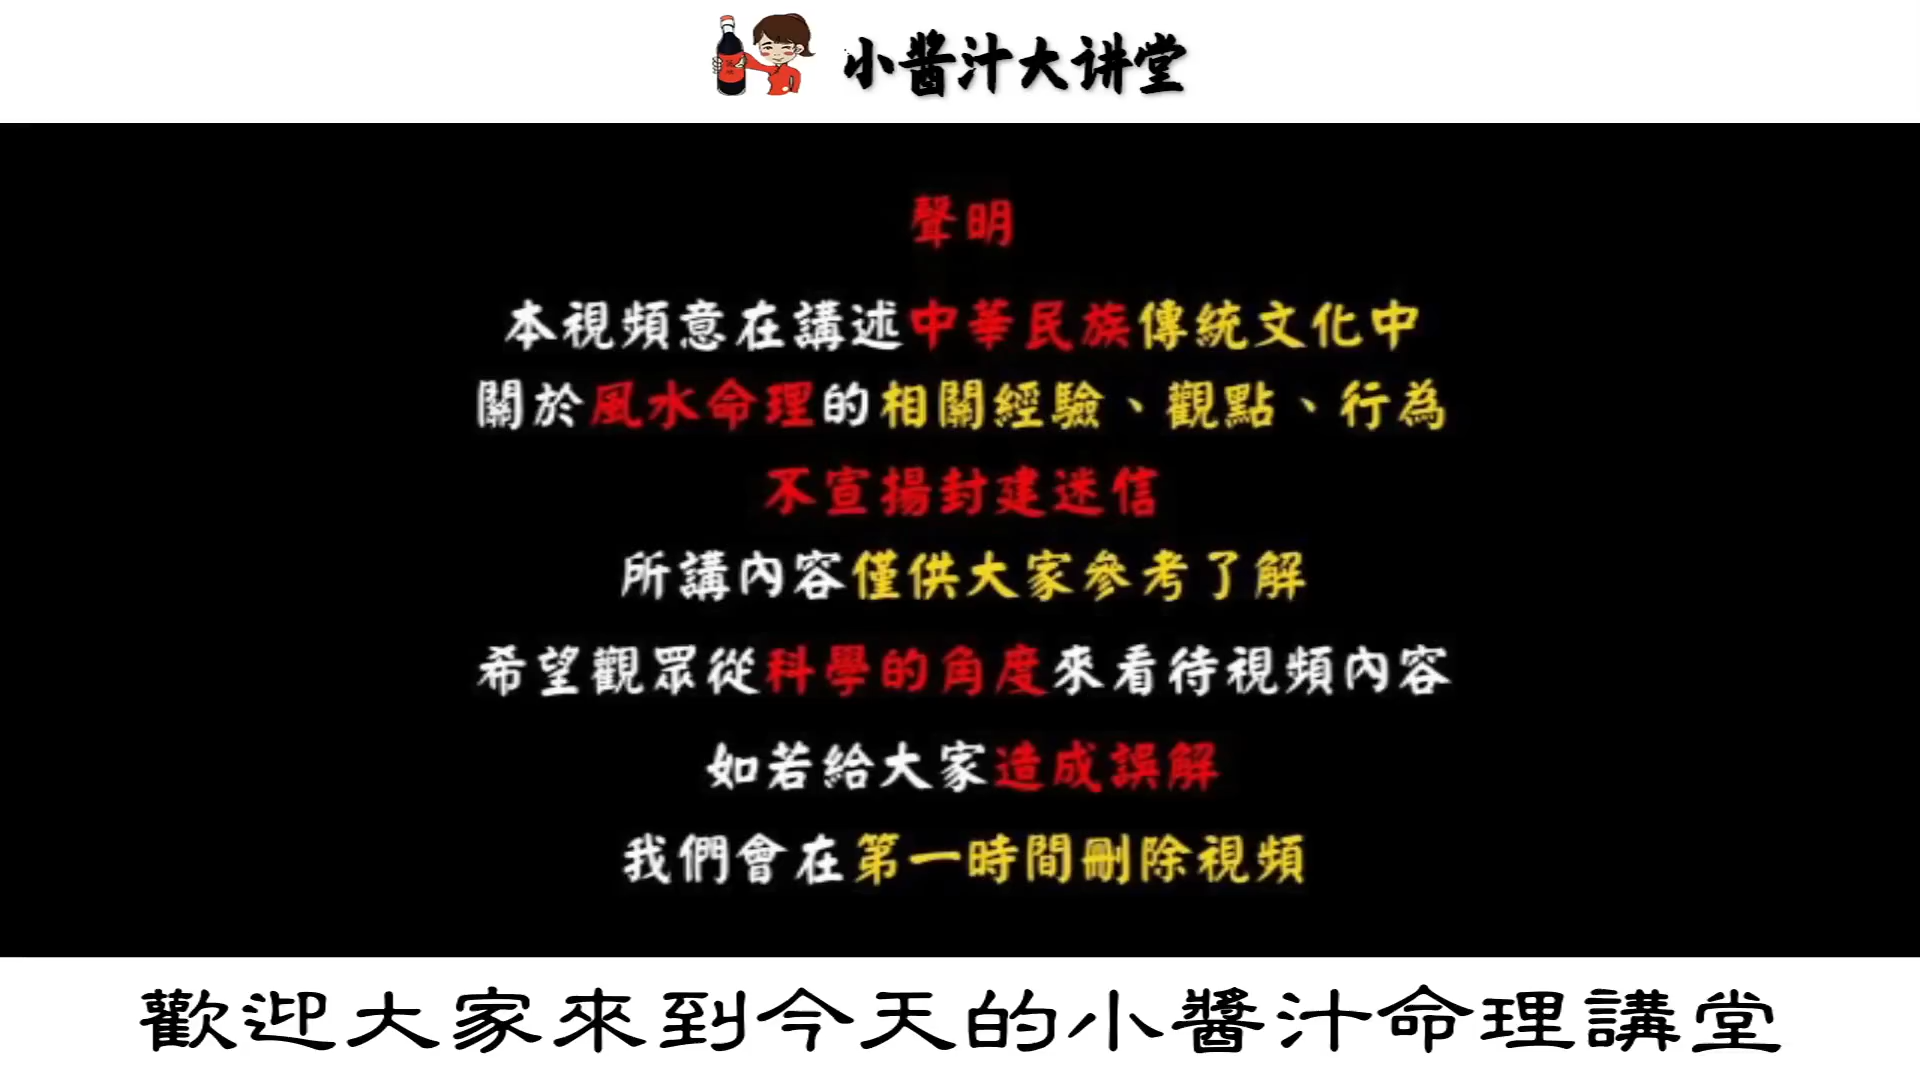 小醬汁大讲堂
聲明
本視頻意在講述中華民族傳統文化中
關於風水命理的相關經驗、觀點、行為
不宣揚封建迷信
所講內容僅供大家參考了解
希望觀眾從科學的角度來看待視頻內容
如若給大家造成誤解
我們會在第一時間刪除視頻
歡迎大家來到今天的小醬汁命理講堂